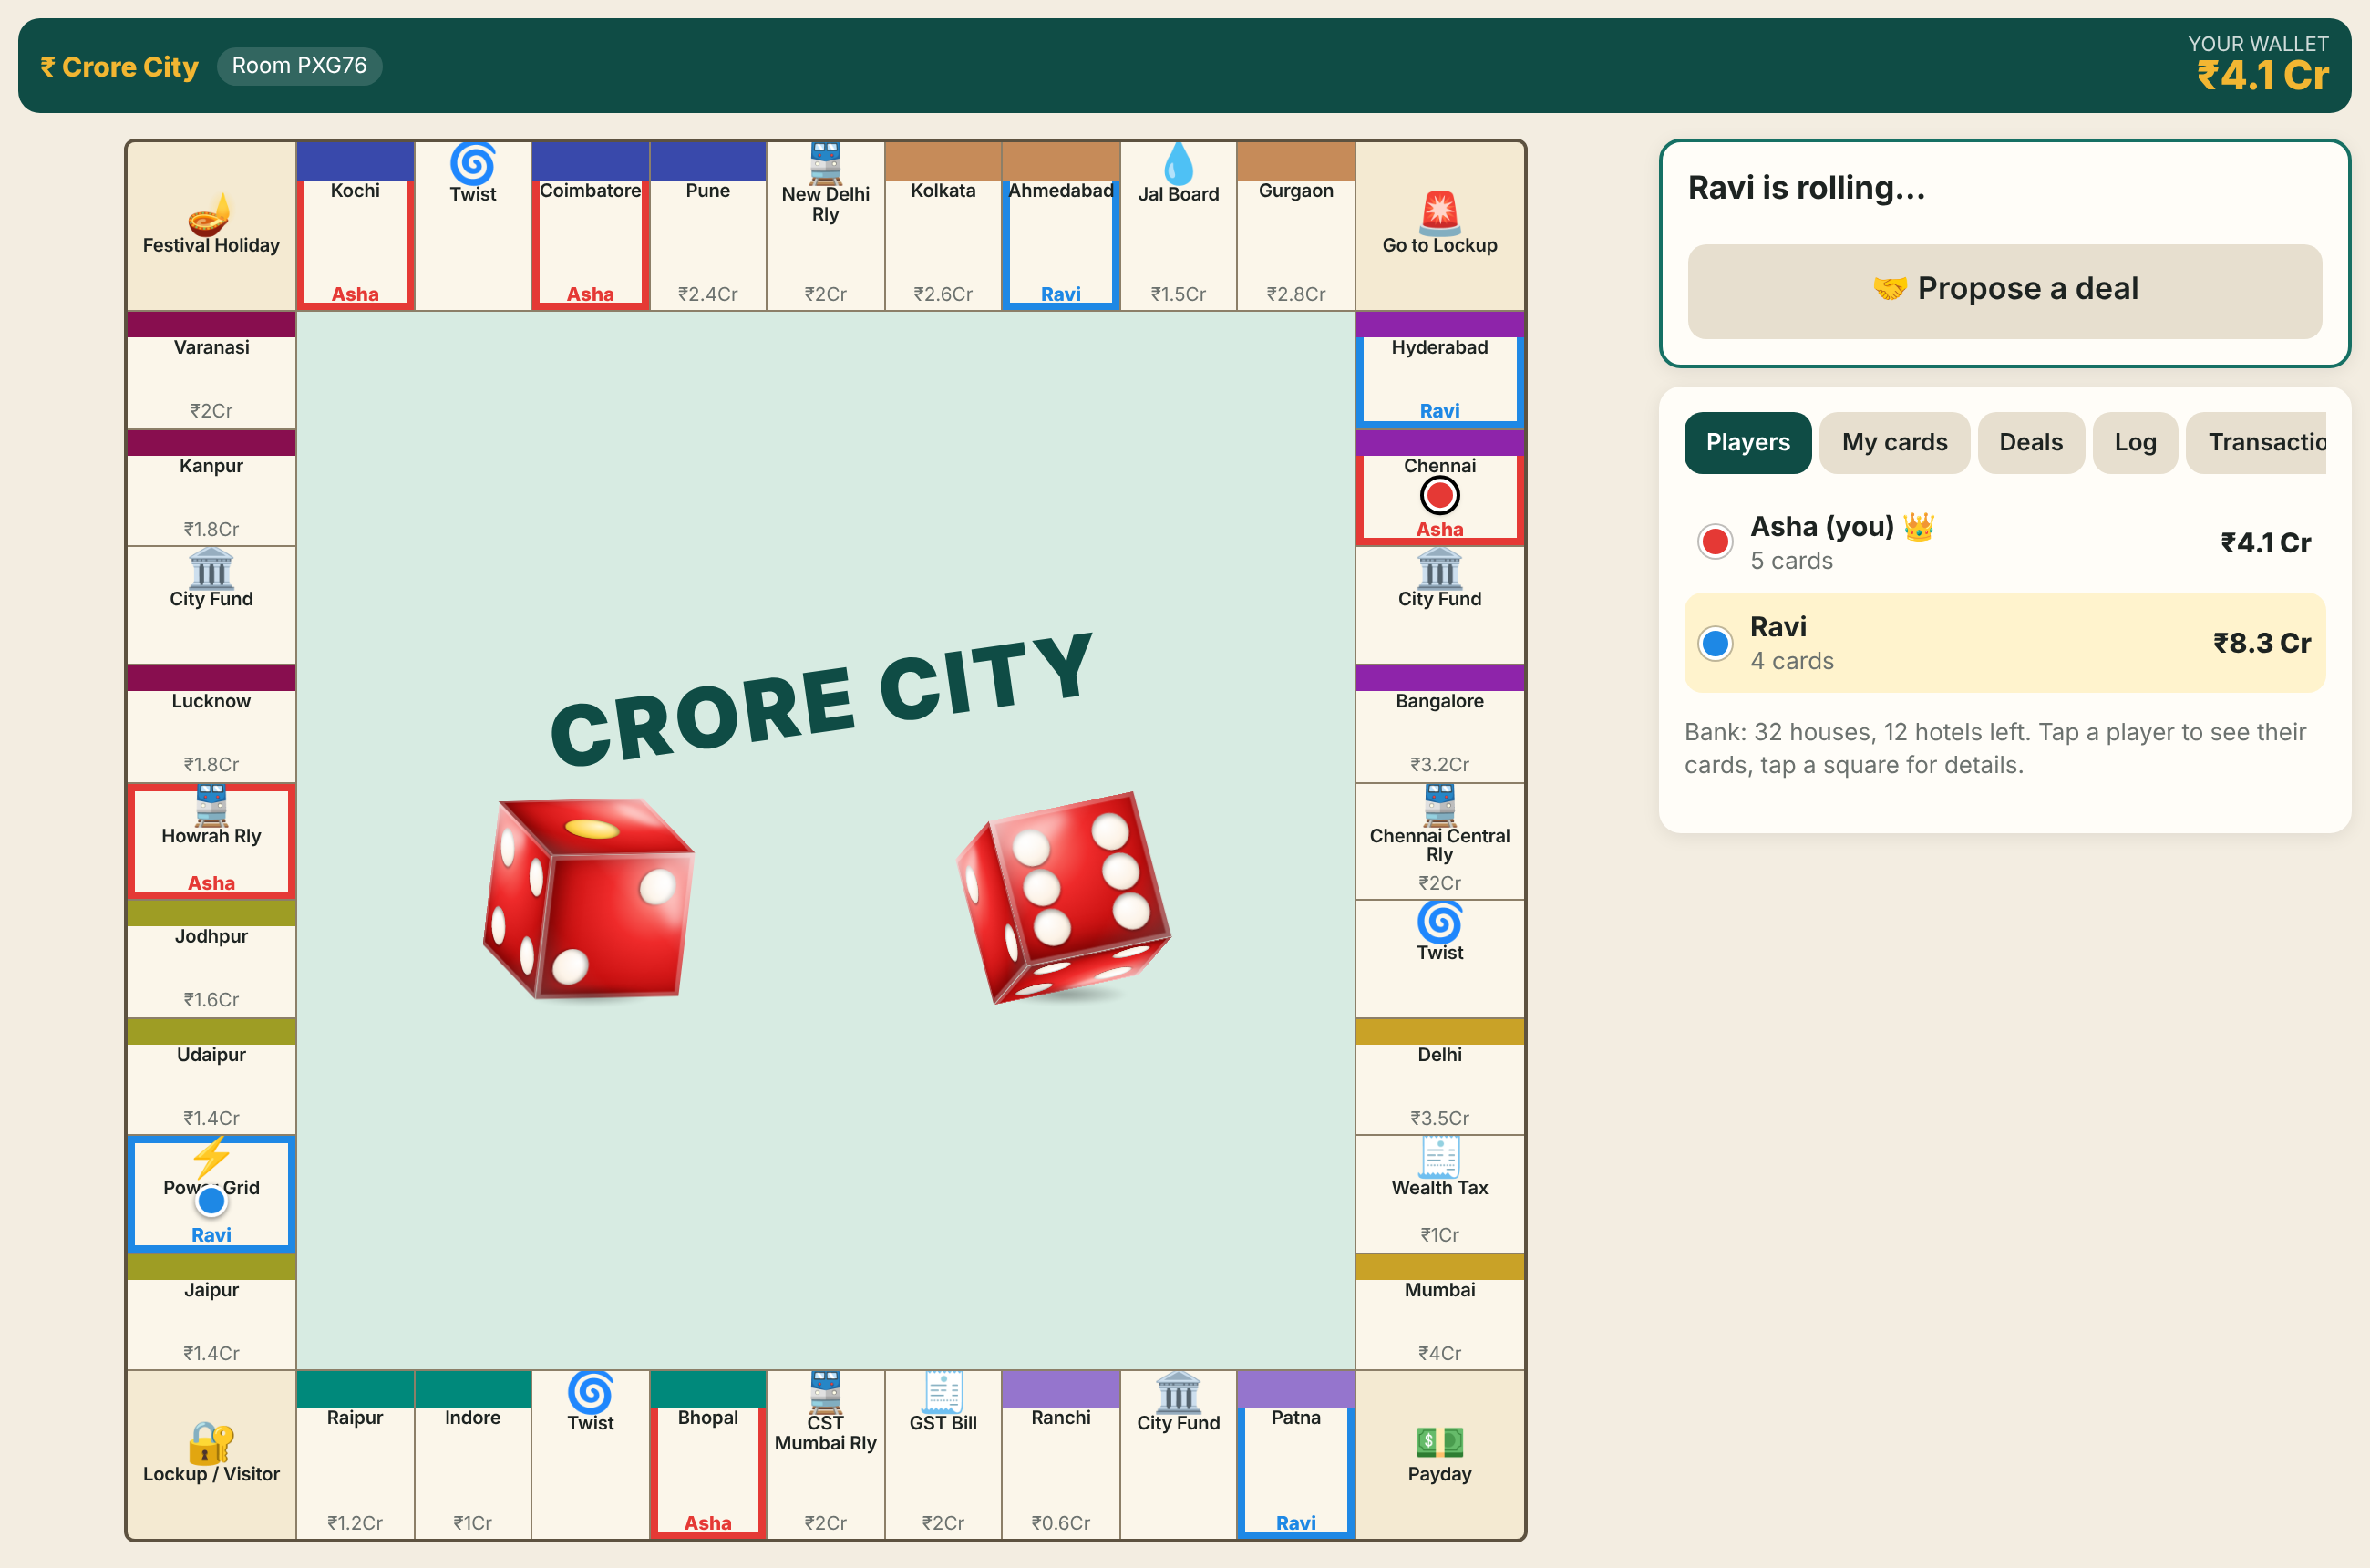 ₹ Crore City
Room PXG76
YOUR WALLET
₹4.1 Cr
Festival Holiday
Kochi
Asha
Twist
Coimbatore
Asha
Pune
₹2.4Cr
New Delhi
Rly
₹2Cr
Kolkata
₹2.6Cr
Ahmedabad
Ravi
Jal Board
₹1.5Cr
Gurgaon
₹2.8Cr
Go to Lockup
Varanasi
₹2Cr
Kanpur
₹1.8Cr
City Fund
Lucknow
₹1.8Cr
Howrah Rly
Asha
Jodhpur
₹1.6Cr
Udaipur
₹1.4Cr
Power Grid
Ravi
Jaipur
₹1.4Cr
CRORE CITY
Hyderabad
Ravi
Chennai
Asha
City Fund
Bangalore
₹3.2Cr
Chennai Central
Rly
₹2Cr
Twist
Delhi
₹3.5Cr
Wealth Tax
₹1Cr
Mumbai
₹4Cr
Lockup / Visitor
Raipur
₹1.2Cr
Indore
₹1Cr
Twist
Bhopal
Asha
CST
Mumbai Rly
₹2Cr
GST Bill
₹2Cr
Ranchi
₹0.6Cr
City Fund
Patna
Ravi
Payday
Ravi is rolling...
Propose a deal
Players
My cards
Deals
Log
Transactio
Asha (you)
5 cards
₹4.1 Cr
Ravi
4 cards
₹8.3 Cr
Bank: 32 houses, 12 hotels left. Tap a player to see their
cards, tap a square for details.